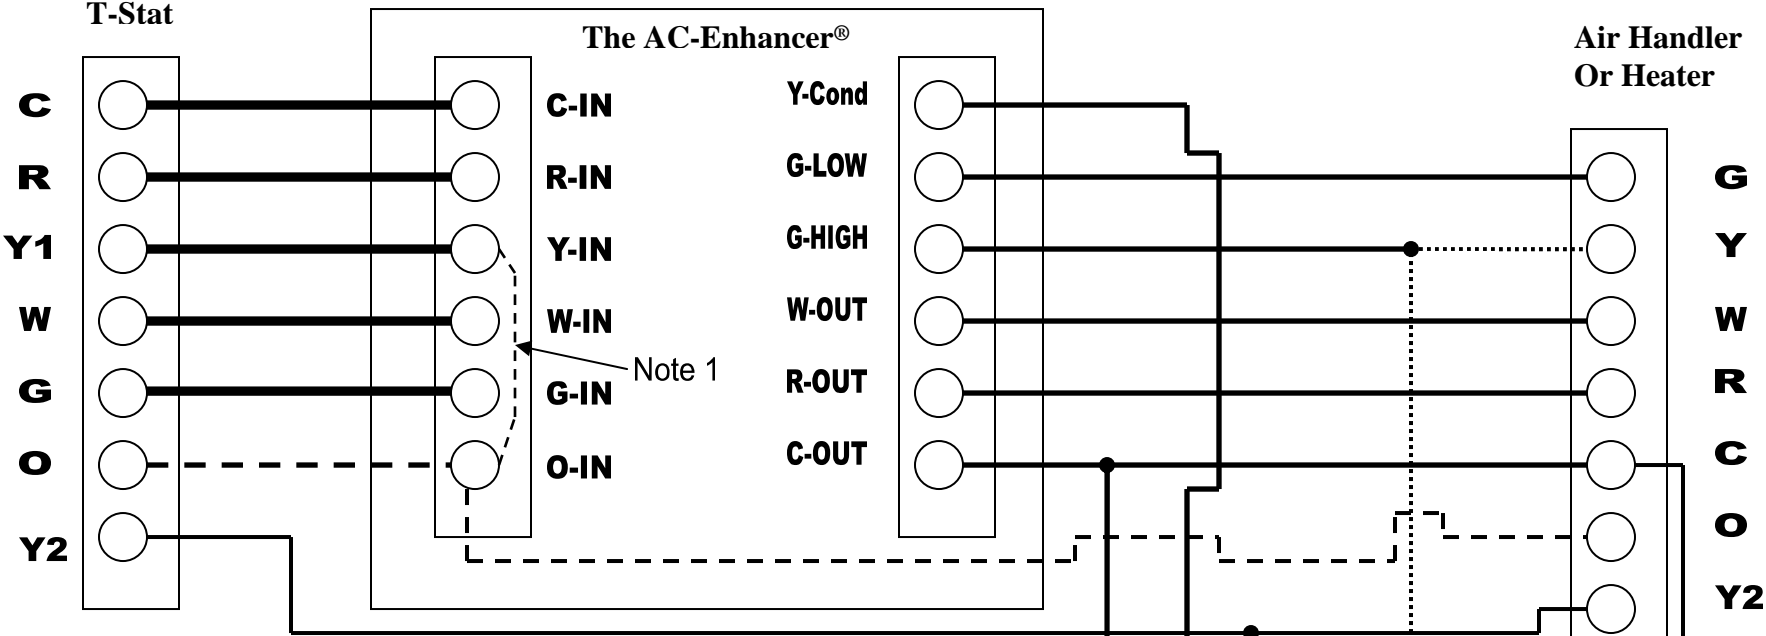 T-Stat
The AC-Enhancer®
Air Handler
Or Heater
C
R
Y1
W
G
O
Y2
C-IN
R-IN
Y-IN
W-IN
G-IN
O-IN
Note 1
Y-Cond
G-LOW
G-HIGH
W-OUT
R-OUT
C-OUT
G
Y
W
R
C
O
Y2